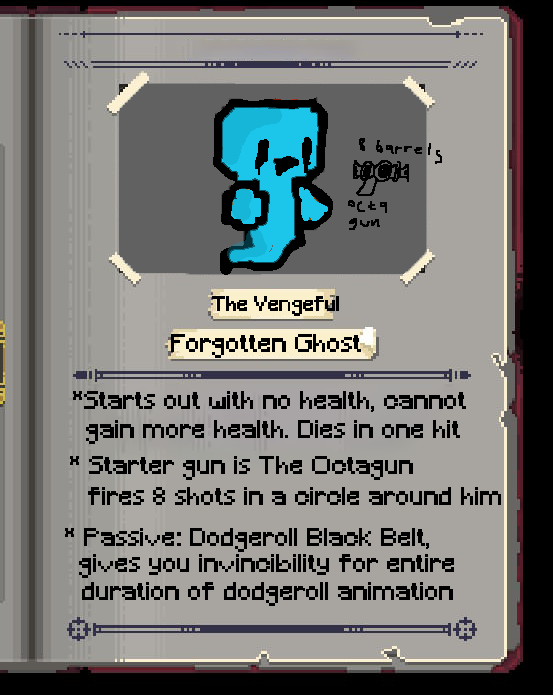 8 barrels
octa
gun
The Vengeful
Forgotten Ghost
*Starts out with no health, cannot
gain more health. Dies in one hit
* Starter gun is The Octagun
fires 8 shots in a circle around him
* Passive: Dodgeroll Black Belt,
gives you invincibility for entire
duration of dodgeroll animation